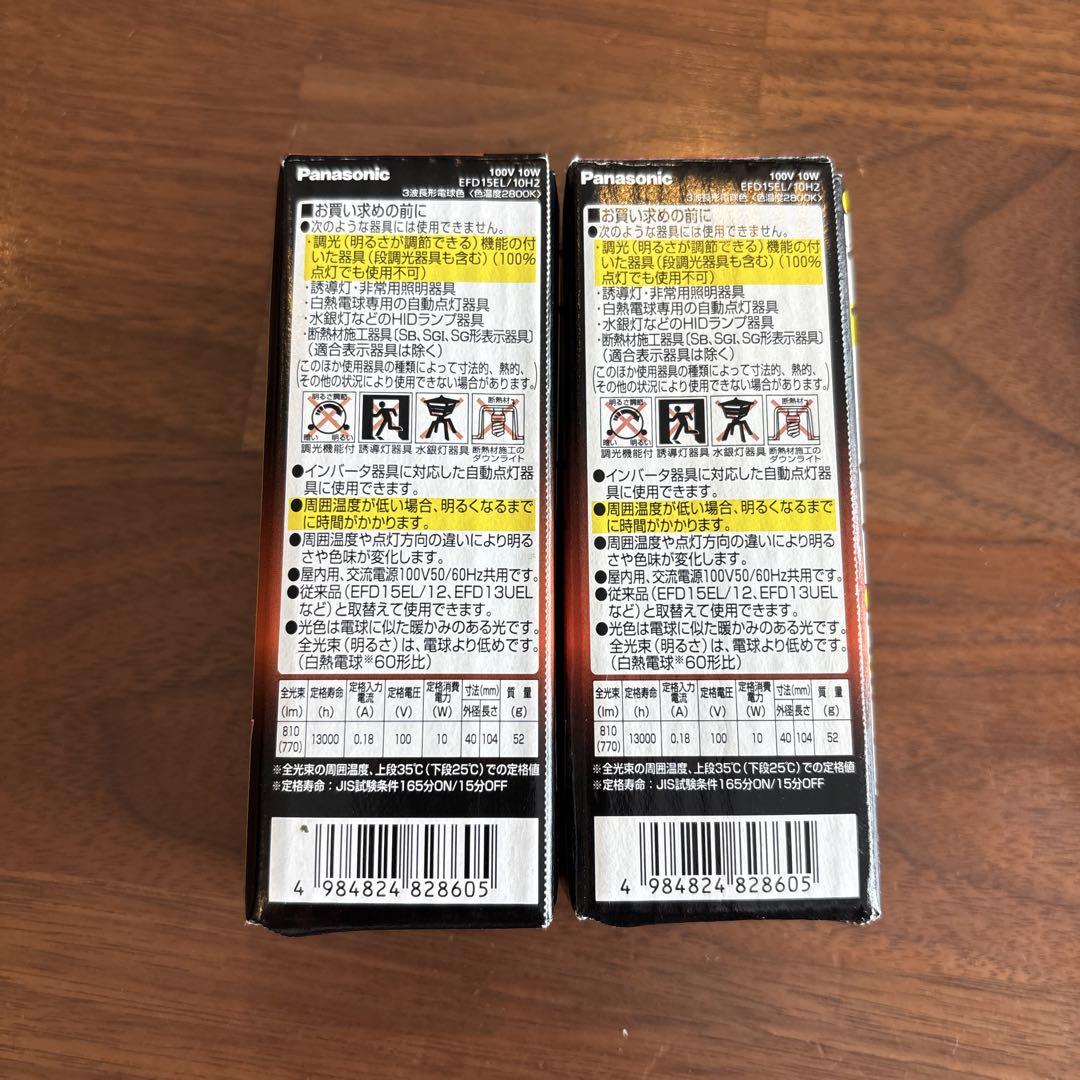 Panasonic
100V 10W
EFD15EL/10H2
3波長形電球色〈色温度2800K〉
■お買い求めの前に
●次のような器具には使用できません。
・調光(明るさが調節できる)機能の付
いた器具(段調光器具も含む)(100%
点灯でも使用不可)
・誘導灯・非常用照明器具
・白熱電球専用の自動点灯器具
・水銀灯などのHIDランプ器具
・断熱材施工器具〔SB、SGI、SG形表示器具〕
(適合表示器具は除く)
(このほか使用器具の種類によって寸法的、熱的、
その他の状況により使用できない場合があります。)
明るさ調節
暗い 明るい
断熱材
調光機能付 誘導灯器具 水銀灯器具 断熱材施工の
ダウンライト
●インバータ器具に対応した自動点灯器
具に使用できます。
●周囲温度が低い場合、明るくなるまで
に時間がかかります。
●周囲温度や点灯方向の違いにより明る
さや色味が変化します。
●屋内用、交流電源100V50/60Hz共用です。
●従来品(EFD15EL/12、EFD13UEL
など)と取替えて使用できます。
●光色は電球に似た暖かみのある光です。
全光束(明るさ)は、電球より低めです。
(白熱電球※60形比)
全光束 定格寿命 定格入力 定格電圧 定格消費 寸法(mm) 質量
電流 電力
(lm) (h) (A) (V) (W) 外径 長さ (g)
810
(770) 13000 0.18 100 10 40 104 52
※全光束の周囲温度、上段35℃(下段25℃)での定格値
※定格寿命:JIS試験条件165分ON/15分OFF
4 984824 828605
Panasonic
100V 10W
EFD15EL/10H2
3波長形電球色〈色温度2800K〉
■お買い求めの前に
●次のような器具には使用できません。
・調光(明るさが調節できる)機能の付
いた器具(段調光器具も含む)(100%
点灯でも使用不可)
・誘導灯・非常用照明器具
・白熱電球専用の自動点灯器具
・水銀灯などのHIDランプ器具
・断熱材施工器具〔SB、SGI、SG形表示器具〕
(適合表示器具は除く)
(このほか使用器具の種類によって寸法的、熱的、
その他の状況により使用できない場合があります。)
明るさ調節
暗い 明るい
断熱材
調光機能付 誘導灯器具 水銀灯器具 断熱材施工の
ダウンライト
●インバータ器具に対応した自動点灯器
具に使用できます。
●周囲温度が低い場合、明るくなるまで
に時間がかかります。
●周囲温度や点灯方向の違いにより明る
さや色味が変化します。
●屋内用、交流電源100V50/60Hz共用です。
●従来品(EFD15EL/12、EFD13UEL
など)と取替えて使用できます。
●光色は電球に似た暖かみのある光です。
全光束(明るさ)は、電球より低めです。
(白熱電球※60形比)
全光束 定格寿命 定格入力 定格電圧 定格消費 寸法(mm) 質量
電流 電力
(lm) (h) (A) (V) (W) 外径 長さ (g)
810
(770) 13000 0.18 100 10 40 104 52
※全光束の周囲温度、上段35℃(下段25℃)での定格値
※定格寿命:JIS試験条件165分ON/15分OFF
4 984824 828605